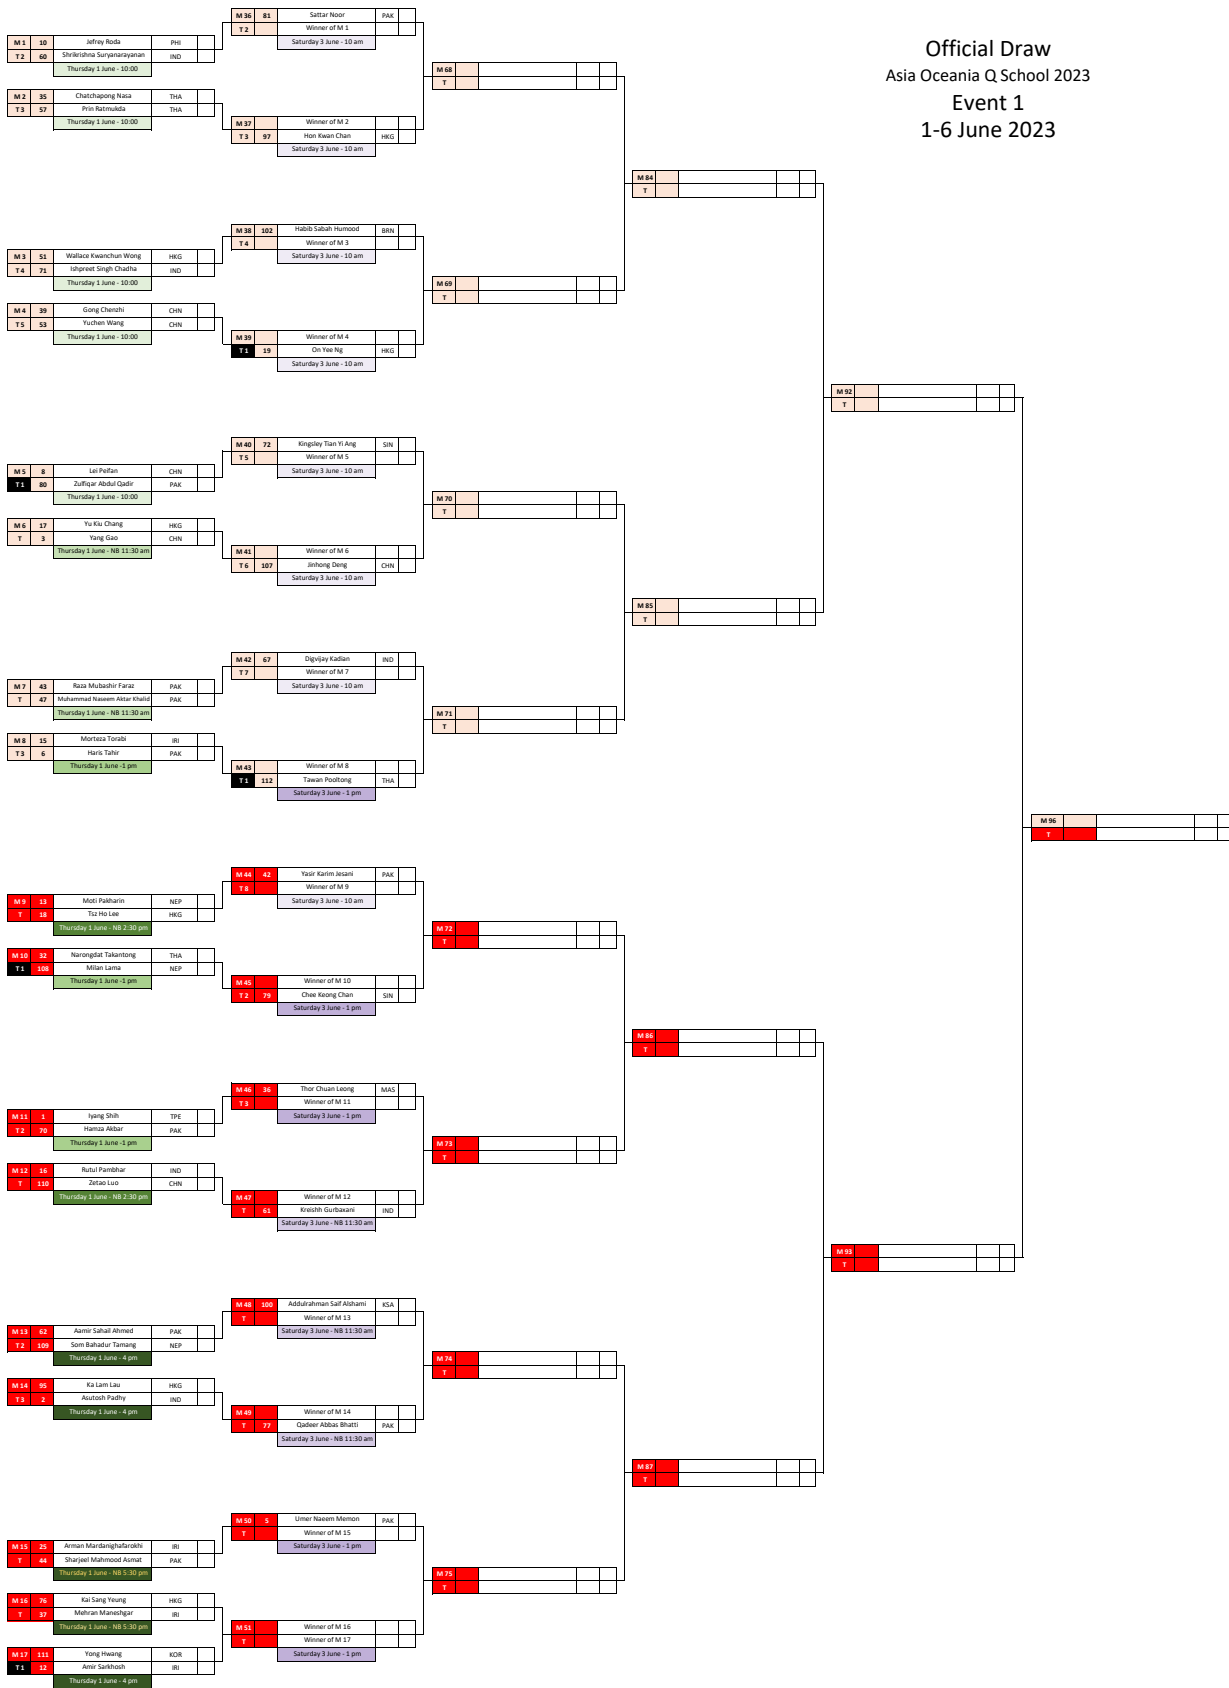 Official Draw
Asia Oceania Q School 2023
Event 1
1-6 June 2023
M 1 10 Jefrey Roda PHI
T 2 60 Shrikrishna Suryanarayanan IND
Thursday 1 June - 10:00
M 2 35 Chatchapong Nasa THA
T 3 57 Prin Ratmukda THA
Thursday 1 June - 10:00
M 3 51 Wallace Kwanchun Wong HKG
T 4 71 Ishpreet Singh Chadha IND
Thursday 1 June - 10:00
M 4 39 Gong Chenzhi CHN
T 5 53 Yuchen Wang CHN
Thursday 1 June - 10:00
M 5 8 Lei Peifan CHN
T 1 80 Zulfiqar Abdul Qadir PAK
Thursday 1 June - 10:00
M 6 17 Yu Kiu Chang HKG
T 3 Yang Gao CHN
Thursday 1 June - NB 11:30 am
M 7 43 Raza Mubashir Faraz PAK
T 47 Muhammad Naseem Aktar Khalid PAK
Thursday 1 June - NB 11:30 am
M 8 15 Morteza Torabi IRI
T 3 6 Haris Tahir PAK
Thursday 1 June -1 pm
M 9 13 Moti Pakharin NEP
T 18 Tsz Ho Lee HKG
Thursday 1 June - NB 2:30 pm
M 10 32 Narongdat Takantong THA
T 1 108 Milan Lama NEP
Thursday 1 June -1 pm
M 11 1 Iyang Shih TPE
T 2 70 Hamza Akbar PAK
Thursday 1 June -1 pm
M 12 16 Rutul Pambhar IND
T 110 Zetao Luo CHN
Thursday 1 June - NB 2:30 pm
M 13 62 Aamir Sahail Ahmed PAK
T 2 109 Som Bahadur Tamang NEP
Thursday 1 June - 4 pm
M 14 95 Ka Lam Lau HKG
T 3 2 Asutosh Padhy IND
Thursday 1 June - 4 pm
M 15 25 Arman Mardanighafarokhi IRI
T 44 Sharjeel Mahmood Asmat PAK
Thursday 1 June - NB 5:30 pm
M 16 76 Kai Sang Yeung HKG
T 37 Mehran Maneshgar IRI
Thursday 1 June - NB 5:30 pm
M 17 111 Yong Hwang KOR
T 1 12 Amir Sarkhosh IRI
Thursday 1 June - 4 pm
M 36 81 Sattar Noor PAK
T 2 Winner of M 1
Saturday 3 June - 10 am
M 37 Winner of M 2
T 3 97 Hon Kwan Chan HKG
Saturday 3 June - 10 am
M 38 102 Habib Sabah Humood BRN
T 4 Winner of M 3
Saturday 3 June - 10 am
M 39 Winner of M 4
T 1 19 On Yee Ng HKG
Saturday 3 June - 10 am
M 40 72 Kingsley Tian Yi Ang SIN
T 5 Winner of M 5
Saturday 3 June - 10 am
M 41 Winner of M 6
T 6 107 Jinhong Deng CHN
Saturday 3 June - 10 am
M 42 67 Digvijay Kadian IND
T 7 Winner of M 7
Saturday 3 June - 10 am
M 43 Winner of M 8
T 1 112 Tawan Pooltong THA
Saturday 3 June - 1 pm
M 44 42 Yasir Karim Jesani PAK
T 8 Winner of M 9
Saturday 3 June - 10 am
M 45 Winner of M 10
T 2 79 Chee Keong Chan SIN
Saturday 3 June - 1 pm
M 46 36 Thor Chuan Leong MAS
T 3 Winner of M 11
Saturday 3 June - 1 pm
M 47 Winner of M 12
T 61 Kreishh Gurbaxani IND
Saturday 3 June - NB 11:30 am
M 48 100 Addulrahman Saif Alshami KSA
T Winner of M 13
Saturday 3 June - NB 11:30 am
M 49 Winner of M 14
T 77 Qadeer Abbas Bhatti PAK
Saturday 3 June - NB 11:30 am
M 50 5 Umer Naeem Memon PAK
T Winner of M 15
Saturday 3 June - 1 pm
M 51 Winner of M 16
T Winner of M 17
Saturday 3 June - 1 pm
M 68
T
M 69
T
M 70
T
M 71
T
M 72
T
M 73
T
M 74
T
M 75
T
M 84
T
M 85
T
M 86
T
M 87
T
M 92
T
M 93
T
M 96
T